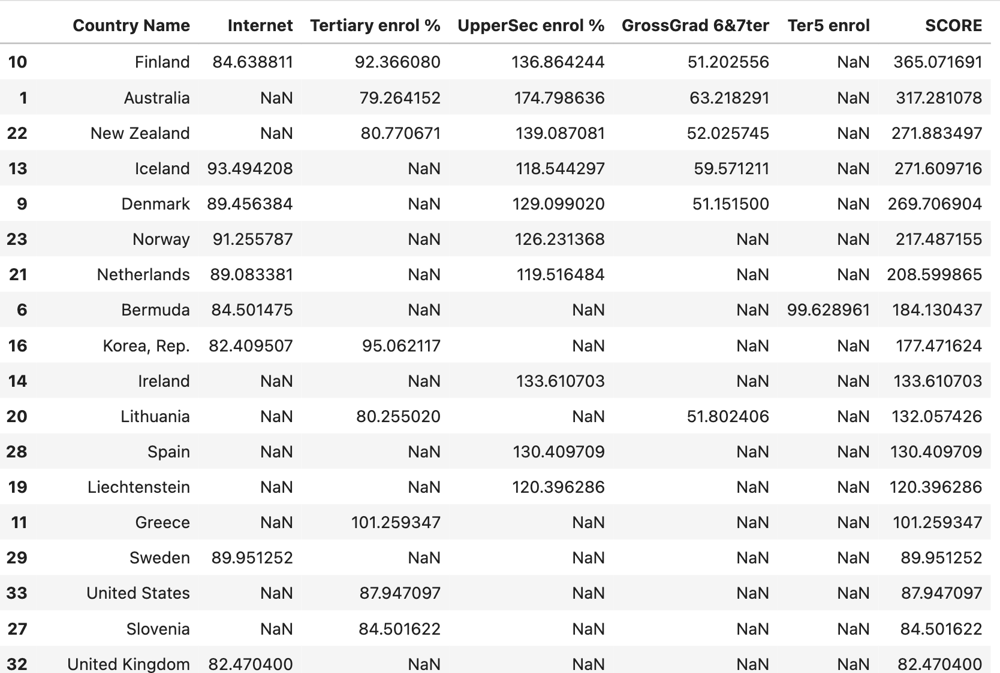 Country Name Internet Tertiary enrol % UpperSec enrol % GrossGrad 6&7ter Ter5 enrol SCORE
10 Finland 84.638811 92.366080 136.864244 51.202556 NaN 365.071691
1 Australia NaN 79.264152 174.798636 63.218291 NaN 317.281078
22 New Zealand NaN 80.770671 139.087081 52.025745 NaN 271.883497
13 Iceland 93.494208 NaN 118.544297 59.571211 NaN 271.609716
9 Denmark 89.456384 NaN 129.099020 51.151500 NaN 269.706904
23 Norway 91.255787 NaN 126.231368 NaN NaN 217.487155
21 Netherlands 89.083381 NaN 119.516484 NaN NaN 208.599865
6 Bermuda 84.501475 NaN NaN NaN 99.628961 184.130437
16 Korea, Rep. 82.409507 95.062117 NaN NaN NaN 177.471624
14 Ireland NaN NaN 133.610703 NaN NaN 133.610703
20 Lithuania NaN 80.255020 NaN 51.802406 NaN 132.057426
28 Spain NaN NaN 130.409709 NaN NaN 130.409709
19 Liechtenstein NaN NaN 120.396286 NaN NaN 120.396286
11 Greece NaN 101.259347 NaN NaN NaN 101.259347
29 Sweden 89.951252 NaN NaN NaN NaN 89.951252
33 United States NaN 87.947097 NaN NaN NaN 87.947097
27 Slovenia NaN 84.501622 NaN NaN NaN 84.501622
32 United Kingdom 82.470400 NaN NaN NaN NaN 82.470400